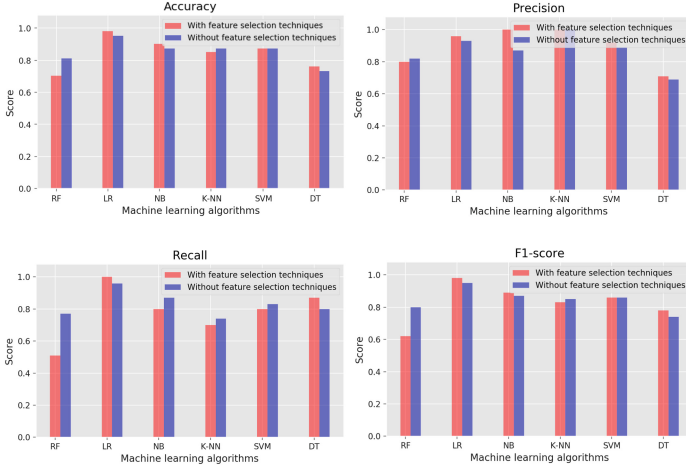 Accuracy
With feature selection techniques
Without feature selection techniques
1.0
0.8
0.6
0.4
0.2
0.0
Score
RF LR NB K-NN SVM DT
Machine learning algorithms
Precision
With feature selection techniques
Without feature selection techniques
1.0
0.8
0.6
0.4
0.2
0.0
Score
RF LR NB K-NN SVM DT
Machine learning algorithms
Recall
With feature selection techniques
Without feature selection techniques
1.0
0.8
0.6
0.4
0.2
0.0
Score
RF LR NB K-NN SVM DT
Machine learning algorithms
F1-score
With feature selection techniques
Without feature selection techniques
1.0
0.8
0.6
0.4
0.2
0.0
Score
RF LR NB K-NN SVM DT
Machine learning algorithms